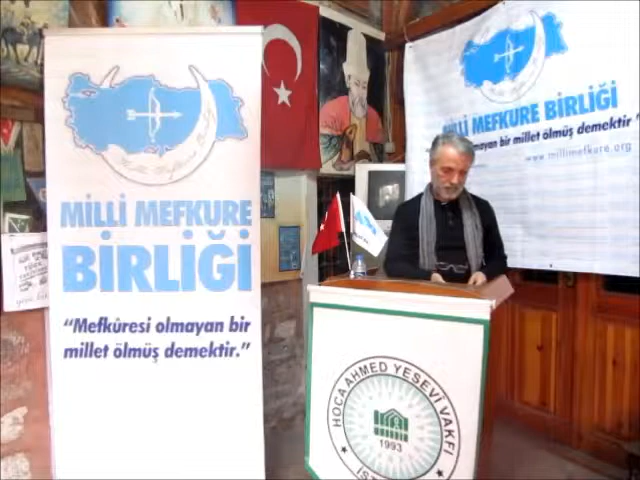 MİLLİ MEFKURE
BİRLİĞİ
“Mefkûresi olmayan bir
millet ölmüş demektir.”
MİLLİ MEFKURE BİRLİĞİ
olmayan bir millet ölmüş demektir
www.millimefkure.org
HOCA AHMED YESEVİ VAKFI
1993